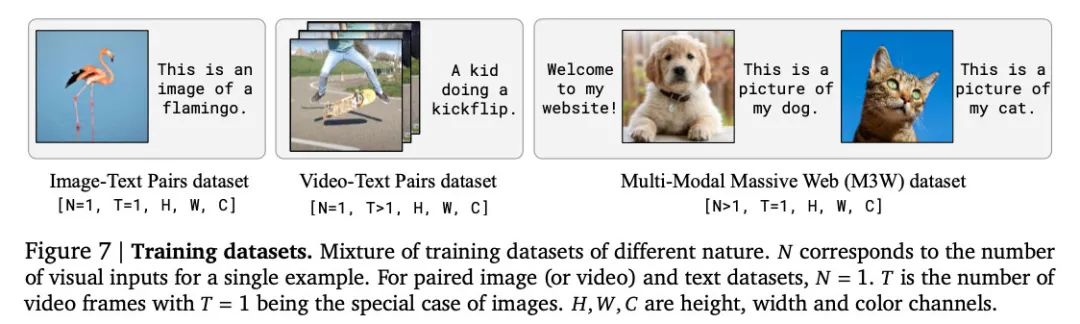 This is an
image of a
flamingo.
A kid
doing a
kickflip.
Welcome
to my
website!
This is a
picture of
my dog.
This is a
picture of
my cat.
Image-Text Pairs dataset
[N=1, T=1, H, W, C]
Video-Text Pairs dataset
[N=1, T>1, H, W, C]
Multi-Modal Massive Web (M3W) dataset
[N>1, T=1, H, W, C]
Figure 7 | Training datasets. Mixture of training datasets of different nature. N corresponds to the number
of visual inputs for a single example. For paired image (or video) and text datasets, N = 1. T is the number of
video frames with T = 1 being the special case of images. H, W, C are height, width and color channels.